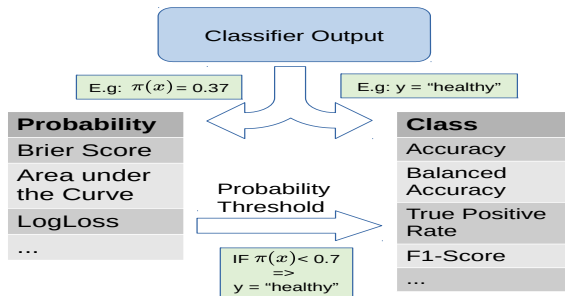 Classifier Output
E.g: π(x) = 0.37
E.g: y = “healthy”
Probability
Brier Score
Area under
the Curve
LogLoss
...
Probability
Threshold
IF π(x) < 0.7
=>
y = “healthy”
Class
Accuracy
Balanced
Accuracy
True Positive
Rate
F1-Score
...